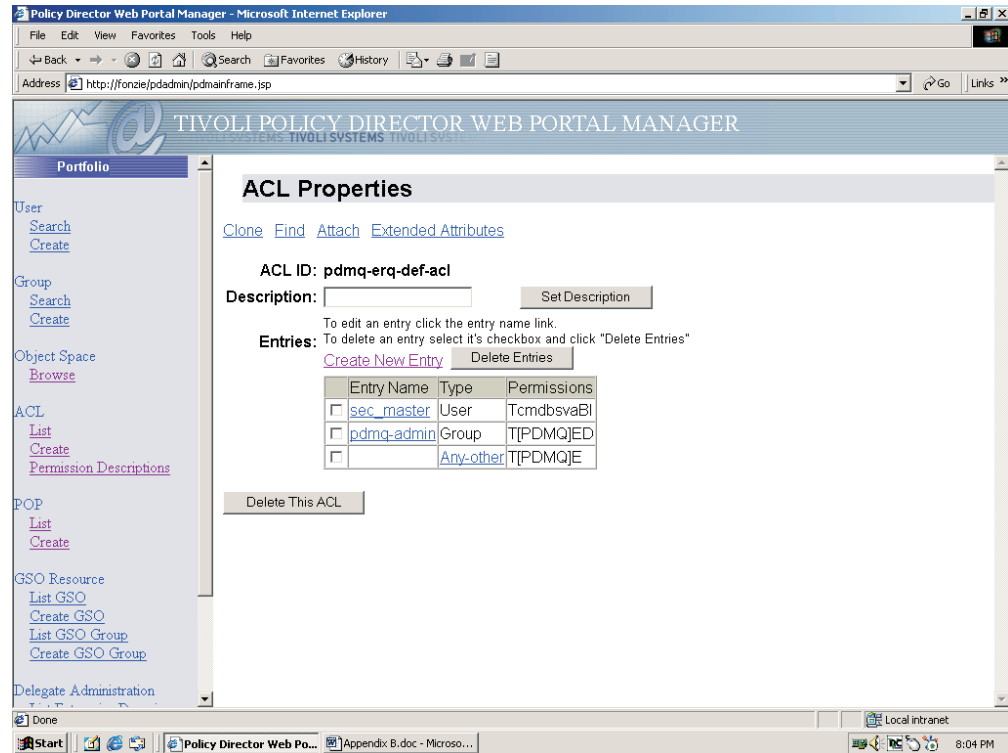 Policy Director Web Portal Manager - Microsoft Internet Explorer
File Edit View Favorites Tools Help
Back Search Favorites History
Address http://fonzie/pdadmin/pdmainframe.jsp Go Links »
TIVOLI POLICY DIRECTOR WEB PORTAL MANAGER
SYSTEMS TIVOLI SYSTEMS TIVOLI
Portfolio
User
Search
Create
Group
Search
Create
Object Space
Browse
ACL
List
Create
Permission Descriptions
POP
List
Create
GSO Resource
List GSO
Create GSO
List GSO Group
Create GSO Group
Delegate Administration
ACL Properties
Clone Find Attach Extended Attributes
ACL ID: pdmq-erq-def-acl
Description: Set Description
To edit an entry click the entry name link.
Entries: To delete an entry select it's checkbox and click "Delete Entries"
Create New Entry Delete Entries
Entry Name Type Permissions
sec_master User TcmdbsvaBl
pdmq-admin Group T[PDMQ]ED
Any-other T[PDMQ]E
Delete This ACL
Done Local intranet
Start Policy Director Web Po... Appendix B.doc - Microso... 8:04 PM